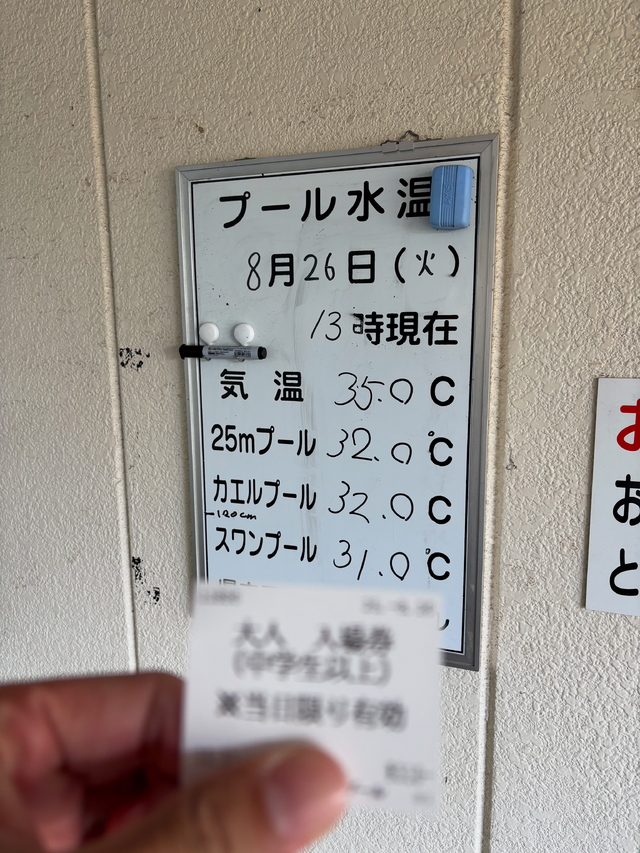 プール水温
8月26日(火)
13時現在
気温 35.0 C
25mプール 32.0 ℃
カエルプール 32.0 C
120cm
スワンプール 31.0 ℃
大人 入場券
(中学生以上)
※当日限り有効
お
お
と